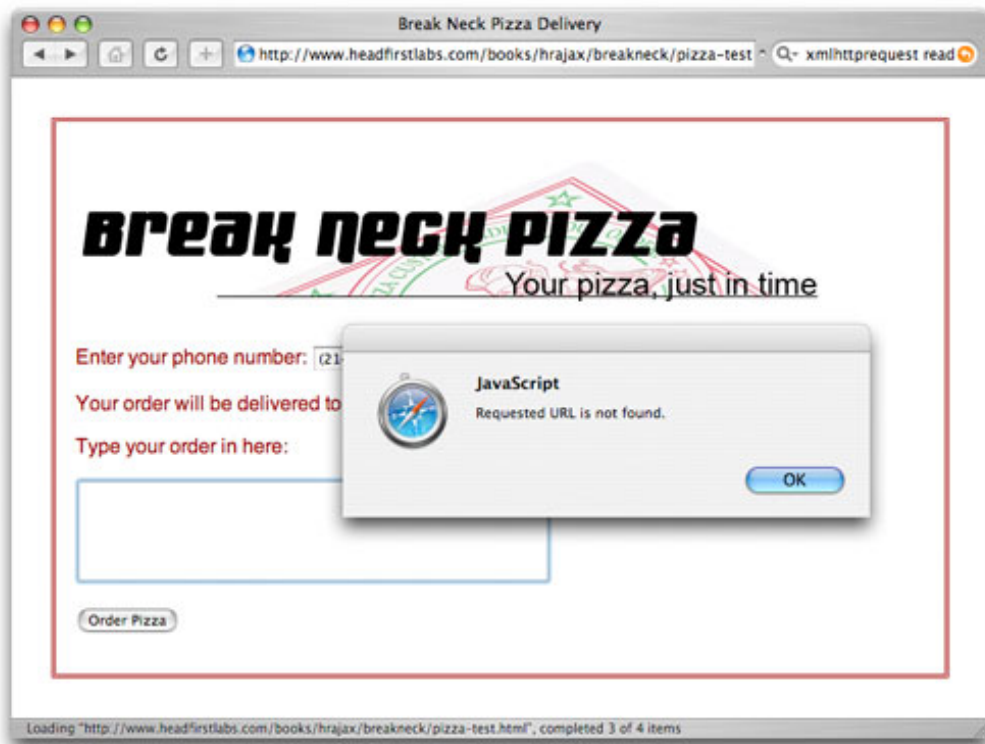 Break Neck Pizza Delivery
http://www.headfirstlabs.com/books/hrajax/breakneck/pizza-test
xmlhttprequest read
Break Neck Pizza
Your pizza, just in time
Enter your phone number: (21
Your order will be delivered to
Type your order in here:
JavaScript
Requested URL is not found.
OK
Order Pizza
Loading "http://www.headfirstlabs.com/books/hrajax/breakneck/pizza-test.html", completed 3 of 4 items